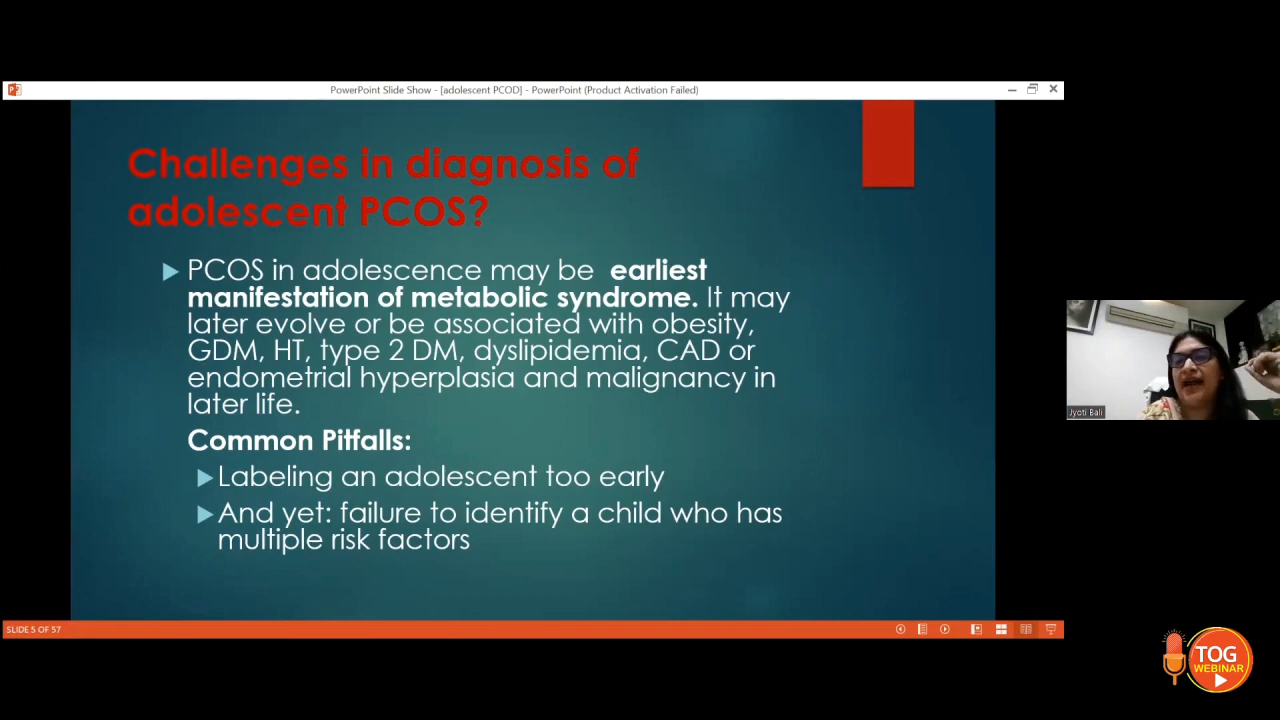 PowerPoint Slide Show - [adolescent PCOD] - PowerPoint (Product Activation Failed)
Challenges in diagnosis of
adolescent PCOS?
PCOS in adolescence may be earliest
manifestation of metabolic syndrome. It may
later evolve or be associated with obesity,
GDM, HT, type 2 DM, dyslipidemia, CAD or
endometrial hyperplasia and malignancy in
later life.
Common Pitfalls:
Labeling an adolescent too early
And yet: failure to identify a child who has
multiple risk factors
Jyoti Bali
SLIDE 5 OF 57
TOG
WEBINAR